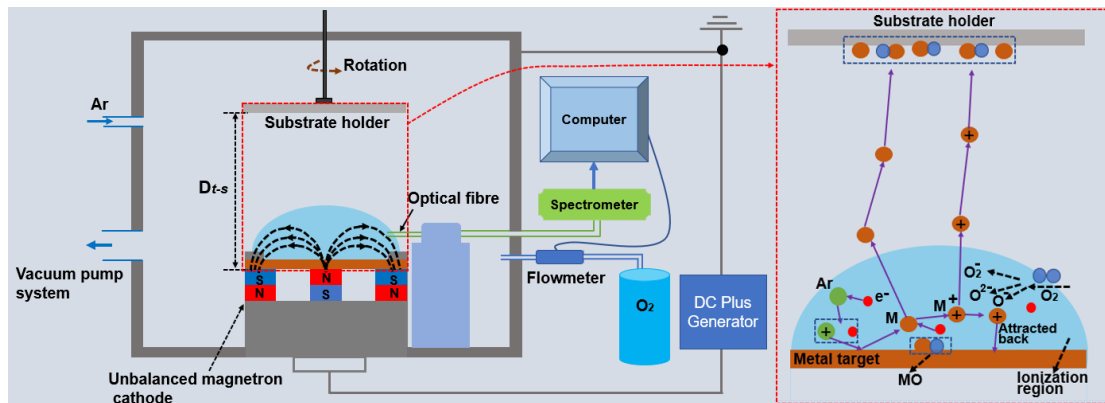 Rotation
Ar
Substrate holder
Dt-s
Optical fibre
Computer
Spectrometer
Flowmeter
O2
DC Plus
Generator
S
N
S
N
S
N
Vacuum pump
system
Unbalanced magnetron
cathode
Substrate holder
Ar
e-
M
M+
O2-
O2-
O
O2
+
+
+
+
+
Attracted
back
Metal target
MO
Ionization
region